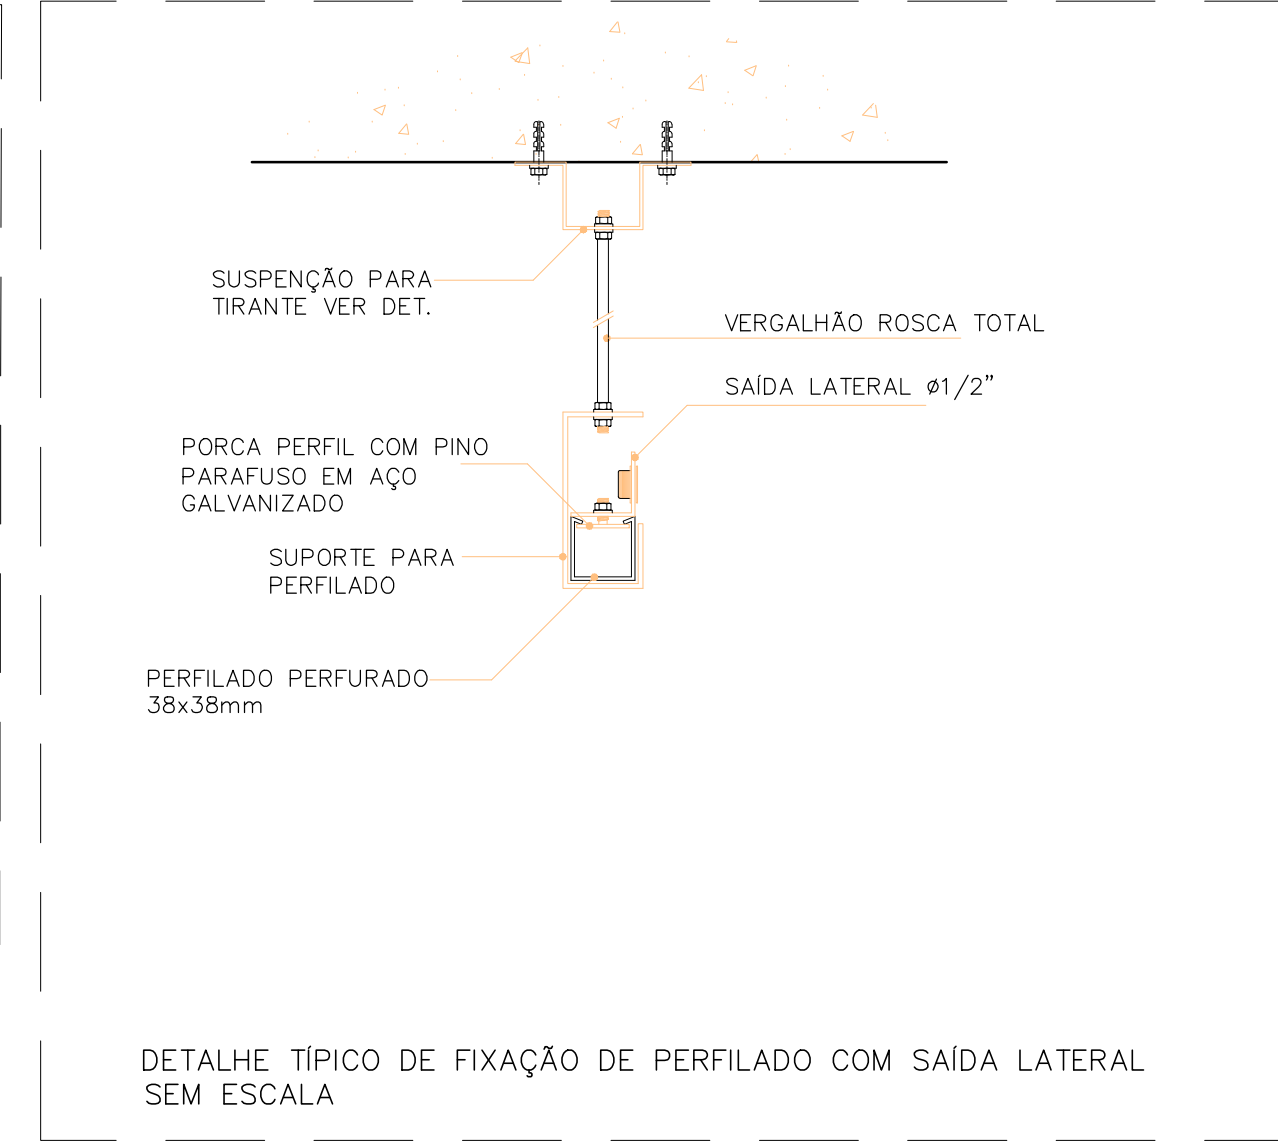 SUSPENÇÃO PARA
TIRANTE VER DET.
VERGALHÃO ROSCA TOTAL
SAÍDA LATERAL ø1/2”
PORCA PERFIL COM PINO
PARAFUSO EM AÇO
GALVANIZADO
SUPORTE PARA
PERFILADO
PERFILADO PERFURADO
38x38mm
DETALHE TÍPICO DE FIXAÇÃO DE PERFILADO COM SAÍDA LATERAL
SEM ESCALA